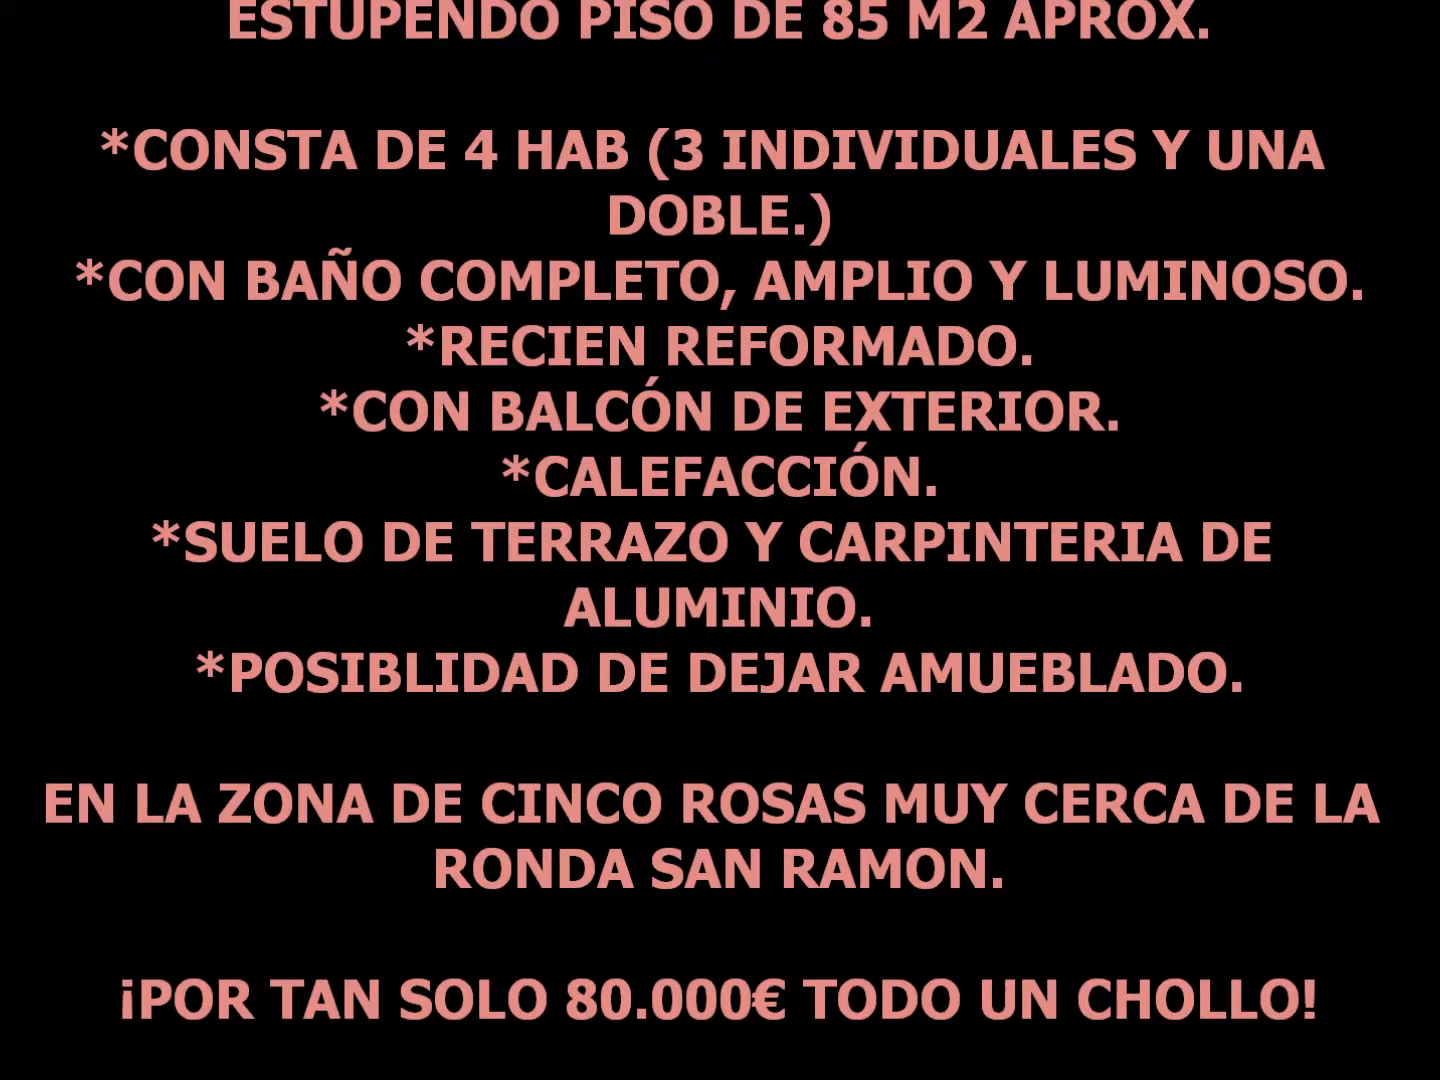 ESTUPENDO PISO DE 85 M2 APROX.
*CONSTA DE 4 HAB (3 INDIVIDUALES Y UNA
DOBLE.)
*CON BAÑO COMPLETO, AMPLIO Y LUMINOSO.
*RECIEN REFORMADO.
*CON BALCÓN DE EXTERIOR.
*CALEFACCIÓN.
*SUELO DE TERRAZO Y CARPINTERIA DE
ALUMINIO.
*POSIBLIDAD DE DEJAR AMUEBLADO.
EN LA ZONA DE CINCO ROSAS MUY CERCA DE LA
RONDA SAN RAMON.
¡POR TAN SOLO 80.000€ TODO UN CHOLLO!